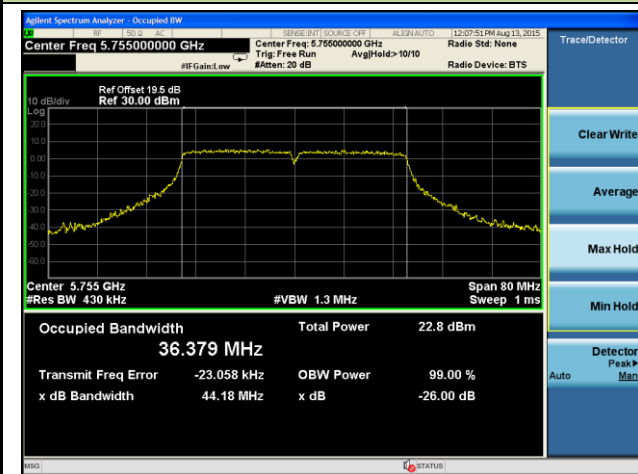 Agilent Spectrum Analyzer - Occupied BW
RF 50 Ω AC SENSE:INT SOURCE OFF ALIGN AUTO 12:07:51 PM Aug 13, 2015
Center Freq 5.755000000 GHz Center Freq: 5.755000000 GHz Radio Std: None
Trig: Free Run Avg|Hold:>10/10
#IFGain:Low #Atten: 20 dB Radio Device: BTS
Trace/Detector
Ref Offset 19.5 dB
10 dB/div Ref 30.00 dBm
Log
20.0
10.0
0.00
-10.0
-20.0
-30.0
-40.0
-50.0
-60.0
Center 5.755 GHz Span 80 MHz
#Res BW 430 kHz #VBW 1.3 MHz Sweep 1 ms
Occupied Bandwidth Total Power 22.8 dBm
36.379 MHz
Transmit Freq Error -23.058 kHz OBW Power 99.00 %
x dB Bandwidth 44.18 MHz x dB -26.00 dB
Clear Write
Average
Max Hold
Min Hold
Detector
Peak▶
Auto Man
MSG STATUS